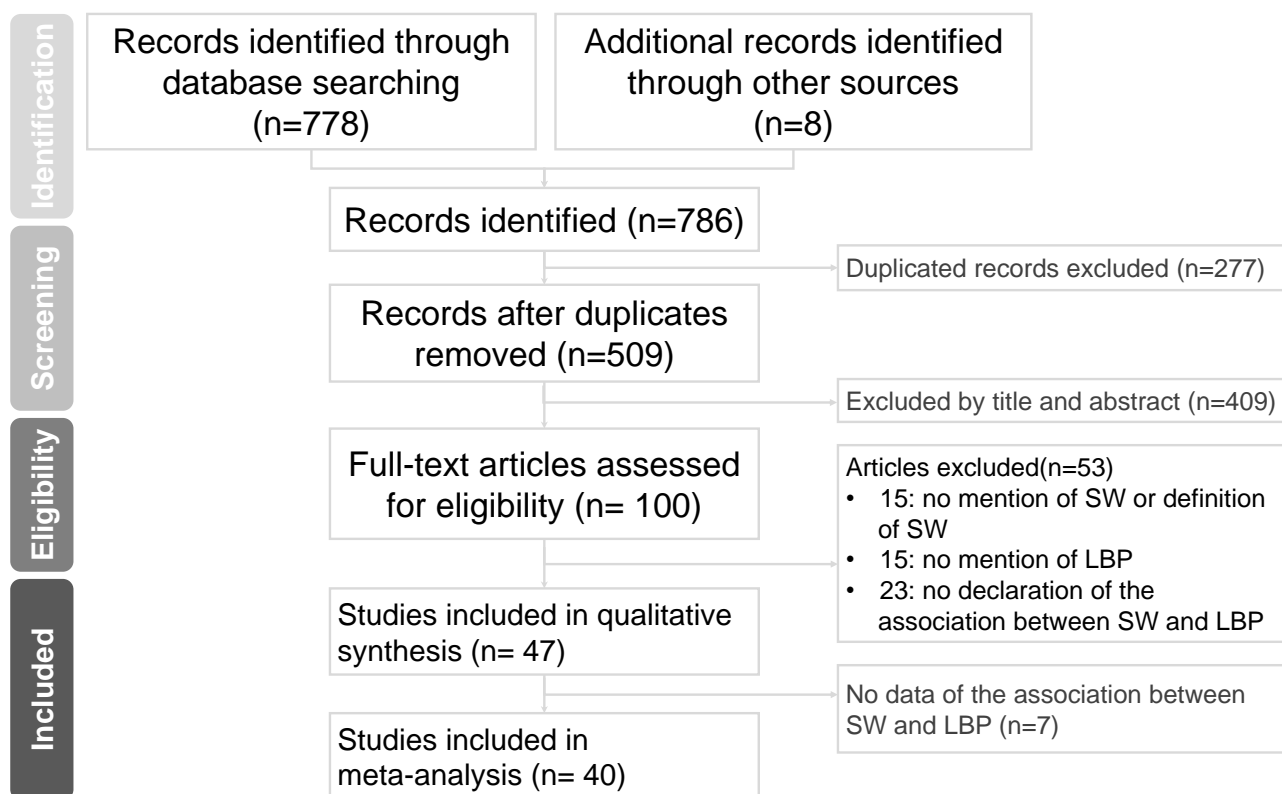 Identification
Records identified through
database searching
(n=778)
Additional records identified
through other sources
(n=8)
Records identified (n=786)
Screening
Duplicated records excluded (n=277)
Records after duplicates
removed (n=509)
Excluded by title and abstract (n=409)
Eligibility
Full-text articles assessed
for eligibility (n= 100)
Articles excluded(n=53)
• 15: no mention of SW or definition
of SW
• 15: no mention of LBP
• 23: no declaration of the
association between SW and LBP
Included
Studies included in qualitative
synthesis (n= 47)
No data of the association between
SW and LBP (n=7)
Studies included in
meta-analysis (n= 40)